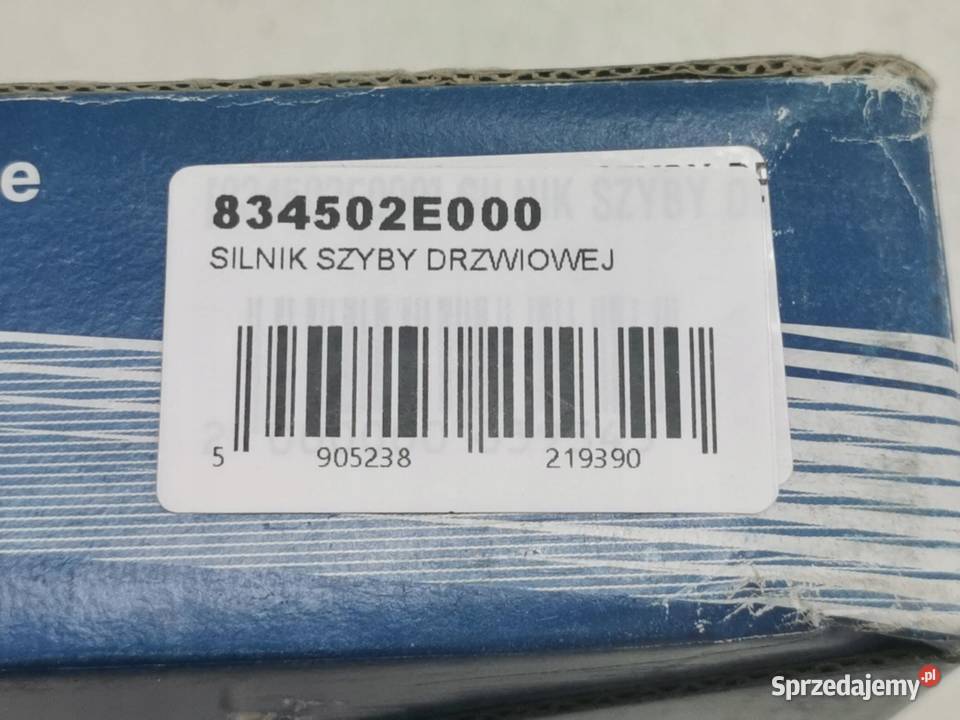 e
834502E000
SILNIK SZYBY DRZWIOWEJ
5 905238 219390
Sprzedajemy.pl